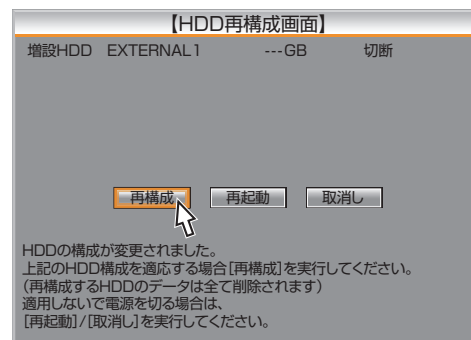 【HDD再構成画面】
増設HDD EXTERNAL1 ---GB 切断
再構成 再起動 取消し
HDDの構成が変更されました。
上記のHDD構成を適応する場合[再構成]を実行してください。
(再構成するHDDのデータは全て削除されます)
適用しないで電源を切る場合は、
[再起動]/[取消し]を実行してください。